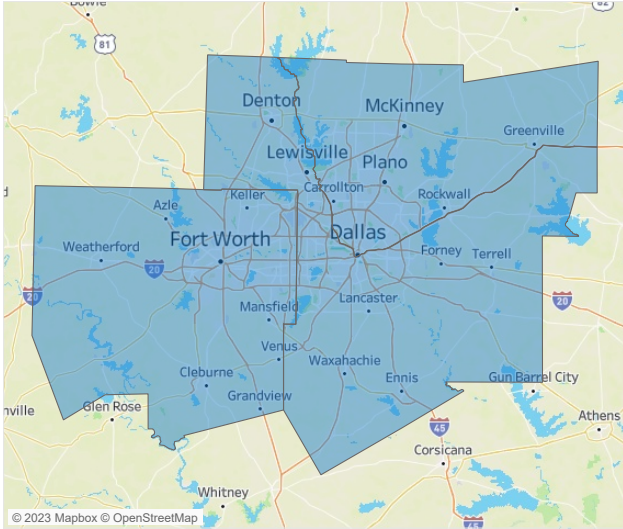 Bowie
82
81
Denton
McKinney
Greenville
Lewisville
Plano
Carrollton
Keller
Rockwall
Azle
Fort Worth
Dallas
Weatherford
Forney
Terrell
20
20
20
Mansfield
Lancaster
Venus
Waxahachie
Cleburne
Ennis
Gun Barrel City
Grandview
Glen Rose
nville
Athens
45
Corsicana
Whitney
© 2023 Mapbox © OpenStreetMap
45